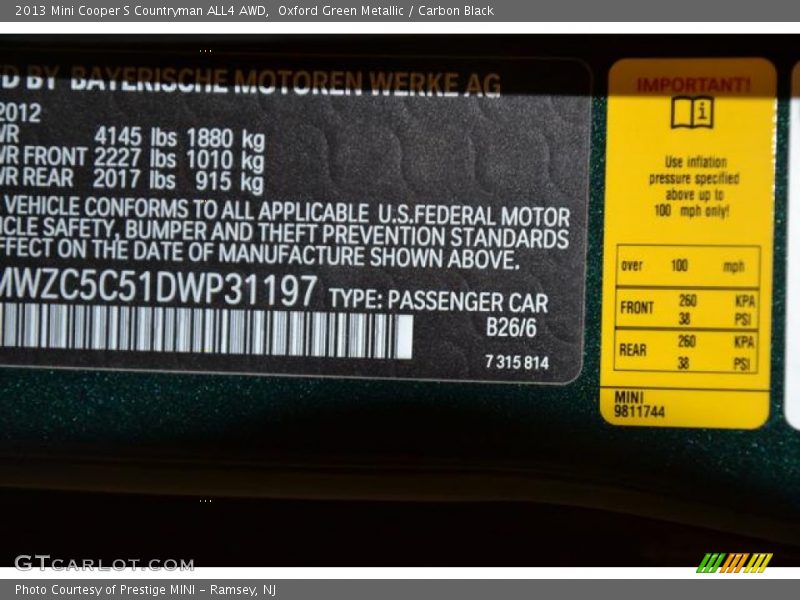 2013 Mini Cooper S Countryman ALL4 AWD, Oxford Green Metallic / Carbon Black
D BY BAYERISCHE MOTOREN WERKE AG
2012
WR 4145 lbs 1880 kg
WR FRONT 2227 lbs 1010 kg
WR REAR 2017 lbs 915 kg
VEHICLE CONFORMS TO ALL APPLICABLE U.S.FEDERAL MOTOR
ICLE SAFETY, BUMPER AND THEFT PREVENTION STANDARDS
FFECT ON THE DATE OF MANUFACTURE SHOWN ABOVE.
MWZC5C51DWP31197 TYPE: PASSENGER CAR
B26/6
7 315 814
IMPORTANT!
i
Use inflation
pressure specified
above up to
100 mph only!
over 100 mph
FRONT 260 KPA
38 PSI
REAR 260 KPA
38 PSI
MINI
9811744
GTcarlot.com
Photo Courtesy of Prestige MINI - Ramsey, NJ